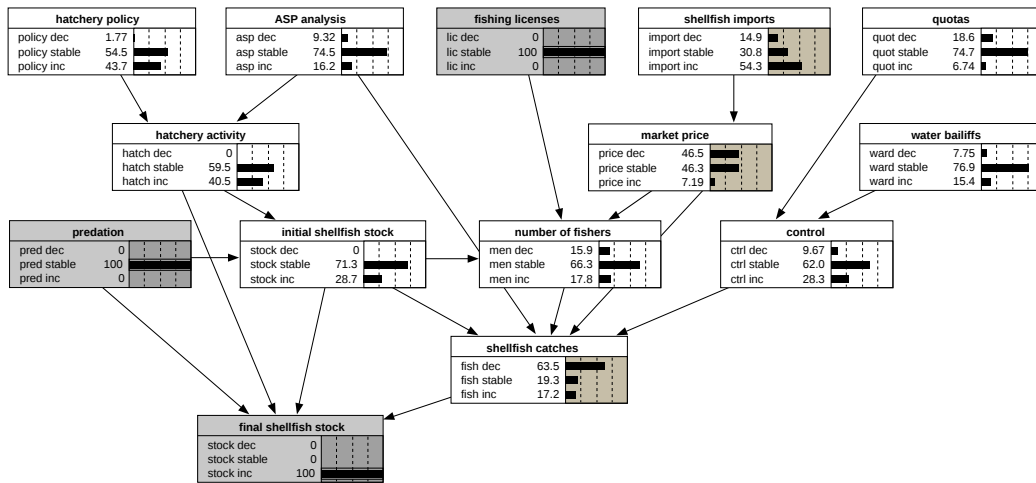 hatchery policy
policy dec 1.77
policy stable 54.5
policy inc 43.7
ASP analysis
asp dec 9.32
asp stable 74.5
asp inc 16.2
fishing licenses
lic dec 0
lic stable 100
lic inc 0
shellfish imports
import dec 14.9
import stable 30.8
import inc 54.3
quotas
quot dec 18.6
quot stable 74.7
quot inc 6.74
hatchery activity
hatch dec 0
hatch stable 59.5
hatch inc 40.5
market price
price dec 46.5
price stable 46.3
price inc 7.19
water bailiffs
ward dec 7.75
ward stable 76.9
ward inc 15.4
predation
pred dec 0
pred stable 100
pred inc 0
initial shellfish stock
stock dec 0
stock stable 71.3
stock inc 28.7
number of fishers
men dec 15.9
men stable 66.3
men inc 17.8
control
ctrl dec 9.67
ctrl stable 62.0
ctrl inc 28.3
shellfish catches
fish dec 63.5
fish stable 19.3
fish inc 17.2
final shellfish stock
stock dec 0
stock stable 0
stock inc 100